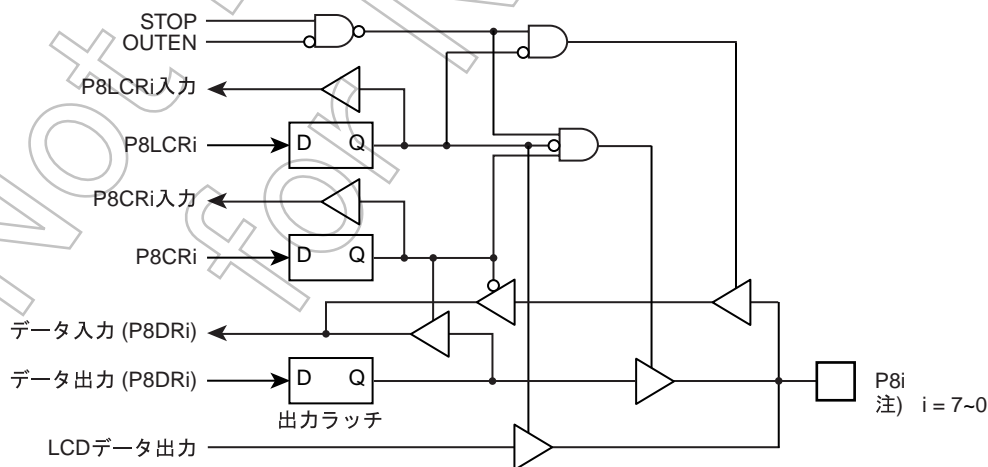 STOP
OUTEN
P8LCRi入力
P8LCRi
D Q
P8CRi入力
P8CRi
D Q
データ入力 (P8DRi)
データ出力 (P8DRi)
D Q
出力ラッチ
P8i
注) i = 7~0
LCDデータ出力
Not
for